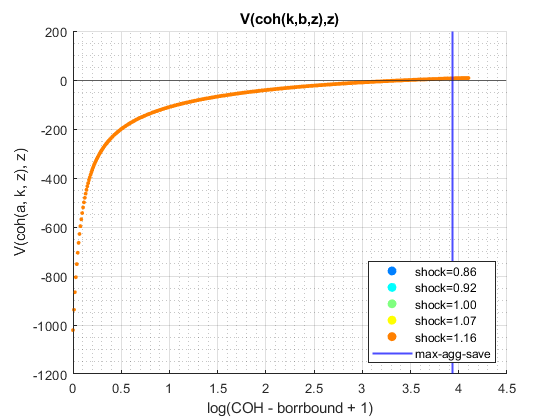 V(coh(k,b,z),z)
200
0
-200
-400
-600
-800
-1000
-1200
V(coh(a, k, z), z)
shock=0.86
shock=0.92
shock=1.00
shock=1.07
shock=1.16
max-agg-save
0 0.5 1 1.5 2 2.5 3 3.5 4 4.5
log(COH - borrbound + 1)